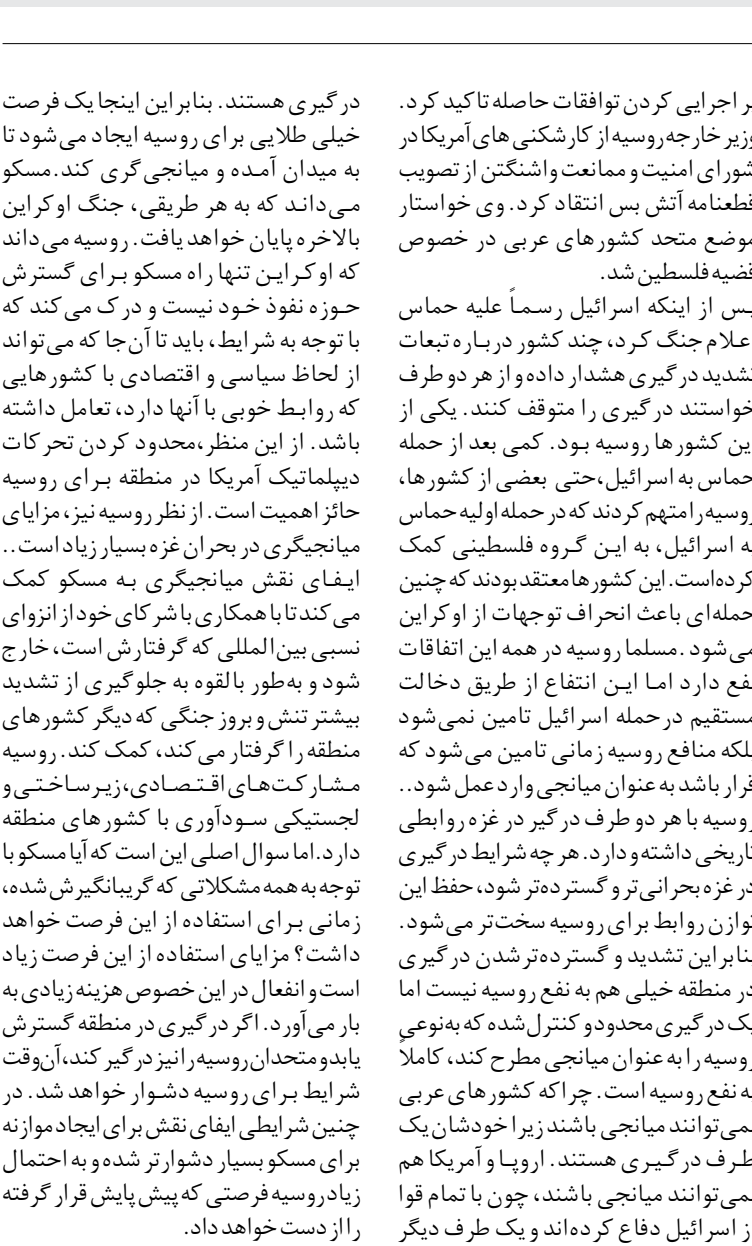 بر اجرایی کردن توافقات حاصله تاکید کرد.
وزیر خارجه روسیه از کارشکنی های آمریکا در
شورای امنیت و ممانعت واشنگتن از تصویب
قطعنامه آتش بس انتقاد کرد. وی خواستار
موضع متحد کشورهای عربی در خصوص
قضیه فلسطین شد.
پس از اینکه اسرائیل رسماً علیه حماس
اعلام جنگ کرد، چند کشور درباره تبعات
تشدید درگیری هشدار داده و از هر دو طرف
خواستند درگیری را متوقف کنند. یکی از
این کشورها روسیه بود. کمی بعد از حمله
حماس به اسرائیل،حتی بعضی از کشورها،
روسیه را متهم کردند که در حمله اولیه حماس
به اسرائیل، به این گروه فلسطینی کمک
کرده‌است. این کشورها معتقد بودند که چنین
حمله‌ای باعث انحراف توجهات از اوکراین
می‌شود .مسلما روسیه در همه این اتفاقات
نفع دارد اما این انتفاع از طریق دخالت
مستقیم درحمله اسرائیل تامین نمی‌شود
بلکه منافع روسیه زمانی تامین می‌شود که
قرار باشد به عنوان میانجی وارد عمل شود..
روسیه با هر دو طرف درگیر در غزه روابطی
تاریخی داشته و دارد. هر چه شرایط درگیری
در غزه بحرانی‌تر و گسترده‌تر شود، حفظ این
توازن روابط برای روسیه سخت‌تر می‌شود.
بنابراین تشدید و گسترده‌تر شدن درگیری
در منطقه خیلی هم به نفع روسیه نیست اما
یک درگیری محدود و کنترل شده که به‌نوعی
روسیه را به عنوان میانجی مطرح کند، کاملاً
به نفع روسیه است. چراکه کشورهای عربی
نمی‌توانند میانجی باشند زیرا خودشان یک
طرف درگیری هستند. اروپا و آمریکا هم
نمی‌توانند میانجی باشند، چون با تمام قوا
از اسرائیل دفاع کرده‌اند و یک طرف دیگر
درگیری هستند. بنابراین اینجا یک فرصت
خیلی طلایی برای روسیه ایجاد می‌شود تا
به میدان آمده و میانجی‌گری کند.مسکو
می‌داند که به هر طریقی، جنگ اوکراین
بالاخره پایان خواهد یافت. روسیه می‌داند
که اوکراین تنها راه مسکو برای گسترش
حوزه نفوذ خود نیست و درک می‌کند که
با توجه به شرایط، باید تا آن‌جا که می‌تواند
از لحاظ سیاسی و اقتصادی با کشورهایی
که روابط خوبی با آنها دارد، تعامل داشته
باشد. از این منظر،محدود کردن تحرکات
دیپلماتیک آمریکا در منطقه برای روسیه
حائز اهمیت است. از نظر روسیه نیز، مزایای
میانجیگری در بحران غزه بسیار زیاد است..
ایفای نقش میانجیگری به مسکو کمک
می‌کند تا با همکاری با شرکای خود از انزوای
نسبی بین‌المللی که گرفتارش است، خارج
شود و به‌طور بالقوه به جلوگیری از تشدید
بیشتر تنش و بروز جنگی که دیگر کشورهای
منطقه را گرفتار می‌کند، کمک کند. روسیه
مشارکت‌های اقتصادی،زیرساختی و
لجستیکی سودآوری با کشورهای منطقه
دارد.اما سوال اصلی این است که آیا مسکو با
توجه به همه مشکلاتی که گریبانگیرش شده،
زمانی برای استفاده از این فرصت خواهد
داشت؟ مزایای استفاده از این فرصت زیاد
است و انفعال در این خصوص هزینه زیادی به
بار می‌آورد. اگر درگیری در منطقه گسترش
یابد و متحدان روسیه را نیز درگیر کند، آن‌وقت
شرایط برای روسیه دشوار خواهد شد. در
چنین شرایطی ایفای نقش برای ایجاد موازنه
برای مسکو بسیار دشوارتر شده و به احتمال
زیاد روسیه فرصتی که پیش پایش قرار گرفته
را از دست خواهد داد.